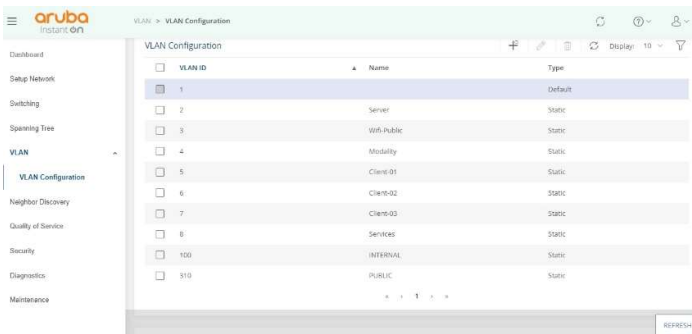 aruba
instant on
VLAN > VLAN Configuration
Dashboard
Setup Network
Switching
Spanning Tree
VLAN
VLAN Configuration
Neighbor Discovery
Quality of Service
Security
Diagnostics
Maintenance
VLAN Configuration
Display: 10
VLAN ID Name Type
1 Default
2 Server Static
3 Wifi-Public Static
4 Modality Static
5 Client-01 Static
6 Client-02 Static
7 Client-03 Static
8 Services Static
100 INTERNAL Static
310 PUBLIC Static
« ‹ 1 › »
REFRESH